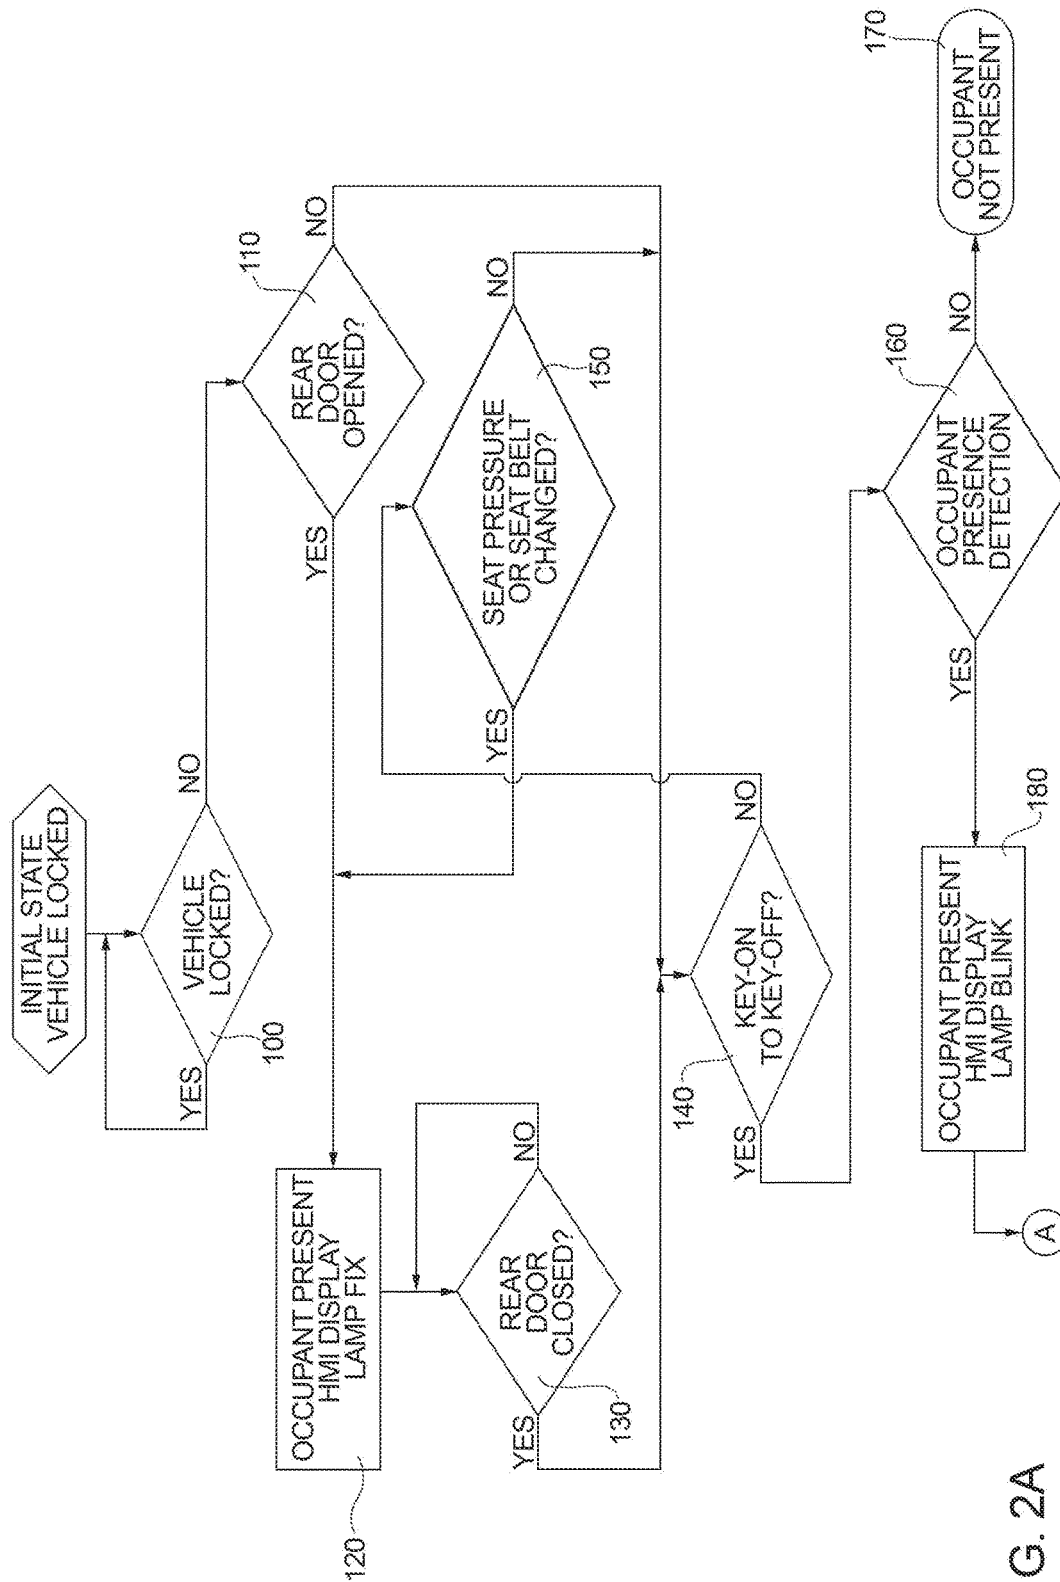 INITIAL STATE
VEHICLE LOCKED
VEHICLE
LOCKED?
100
YES
NO
REAR
DOOR
OPENED?
110
YES
NO
OCCUPANT PRESENT
HMI DISPLAY
LAMP FIX
120
REAR
DOOR
CLOSED?
130
YES
NO
SEAT PRESSURE
OR SEAT BELT
CHANGED?
150
YES
NO
KEY-ON
TO KEY-OFF?
140
YES
NO
OCCUPANT
PRESENCE
DETECTION
160
YES
NO
OCCUPANT
NOT PRESENT
170
OCCUPANT PRESENT
HMI DISPLAY
LAMP BLINK
180
A
G. 2A